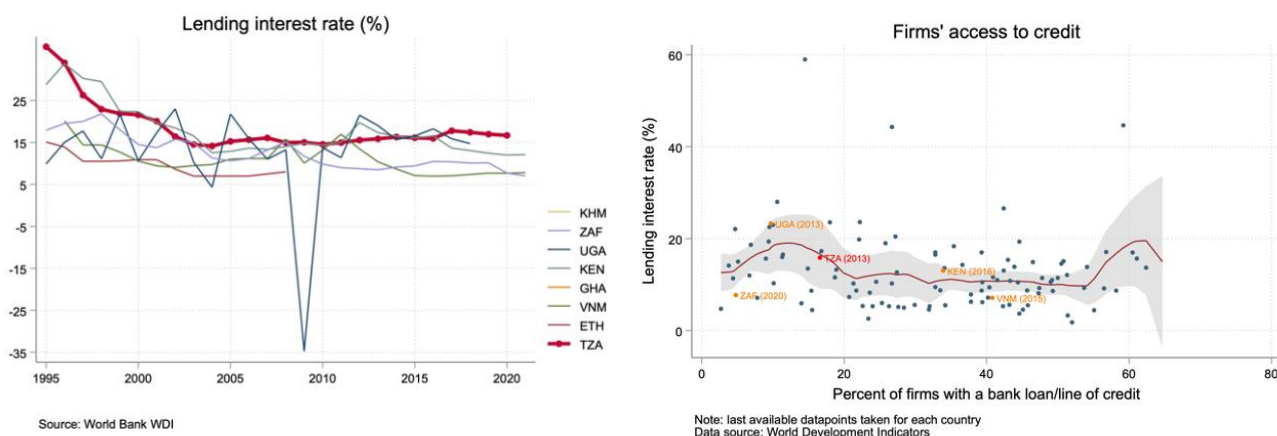 Lending interest rate (%)
25
15
5
-5
-15
-25
-35
1995
2000
2005
2010
2015
2020
KHM
ZAF
UGA
KEN
GHA
VNM
ETH
TZA
Source: World Bank WDI
Firms' access to credit
Lending interest rate (%)
60
40
20
0
UGA (2013)
TZA (2013)
KEN (2018)
ZAF (2020)
VNM (2015)
0
20
40
60
80
Percent of firms with a bank loan/line of credit
Note: last available datapoints taken for each country
Data source: World Development Indicators